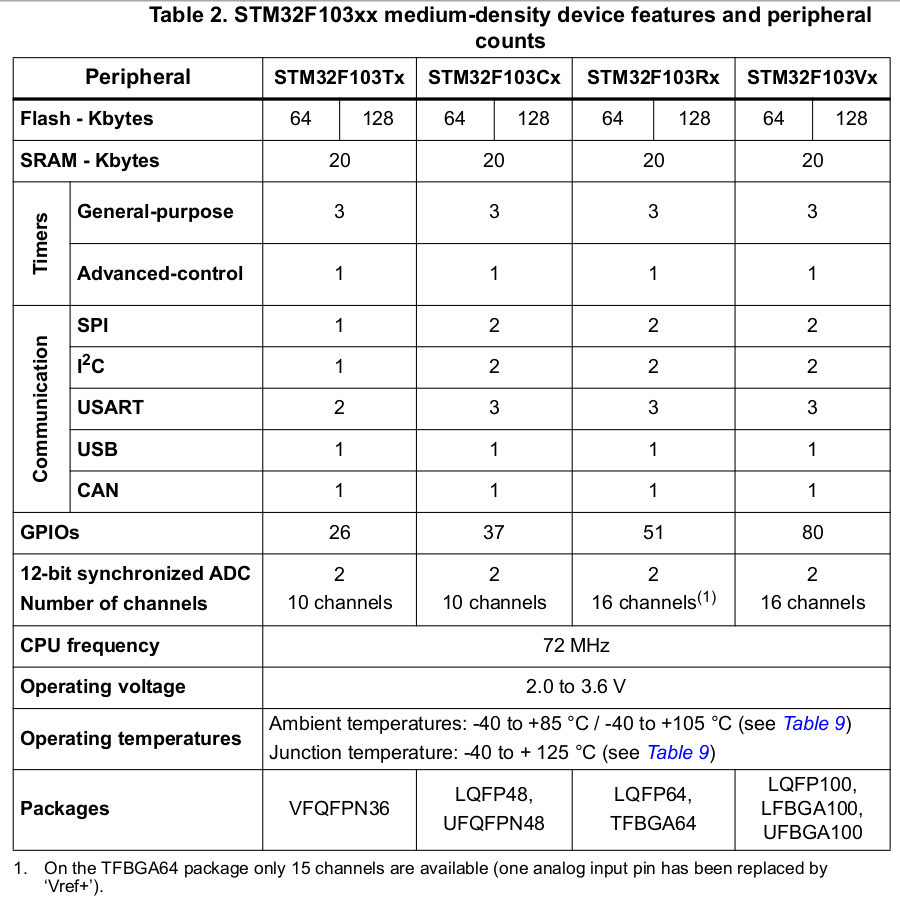 Table 2. STM32F103xx medium-density device features and peripheral
counts
Peripheral STM32F103Tx STM32F103Cx STM32F103Rx STM32F103Vx
Flash - Kbytes 64 128 64 128 64 128 64 128
SRAM - Kbytes 20 20 20 20
Timers
General-purpose 3 3 3 3
Advanced-control 1 1 1 1
Communication
SPI 1 2 2 2
I²C 1 2 2 2
USART 2 3 3 3
USB 1 1 1 1
CAN 1 1 1 1
GPIOs 26 37 51 80
12-bit synchronized ADC 2 2 2 2
Number of channels 10 channels 10 channels 16 channels(1) 16 channels
CPU frequency 72 MHz
Operating voltage 2.0 to 3.6 V
Operating temperatures
Ambient temperatures: -40 to +85 °C / -40 to +105 °C (see Table 9)
Junction temperature: -40 to + 125 °C (see Table 9)
Packages
VFQFPN36
LQFP48,
UFQFPN48
LQFP64,
TFBGA64
LQFP100,
LFBGA100,
UFBGA100
1. On the TFBGA64 package only 15 channels are available (one analog input pin has been replaced by
‘Vref+’).